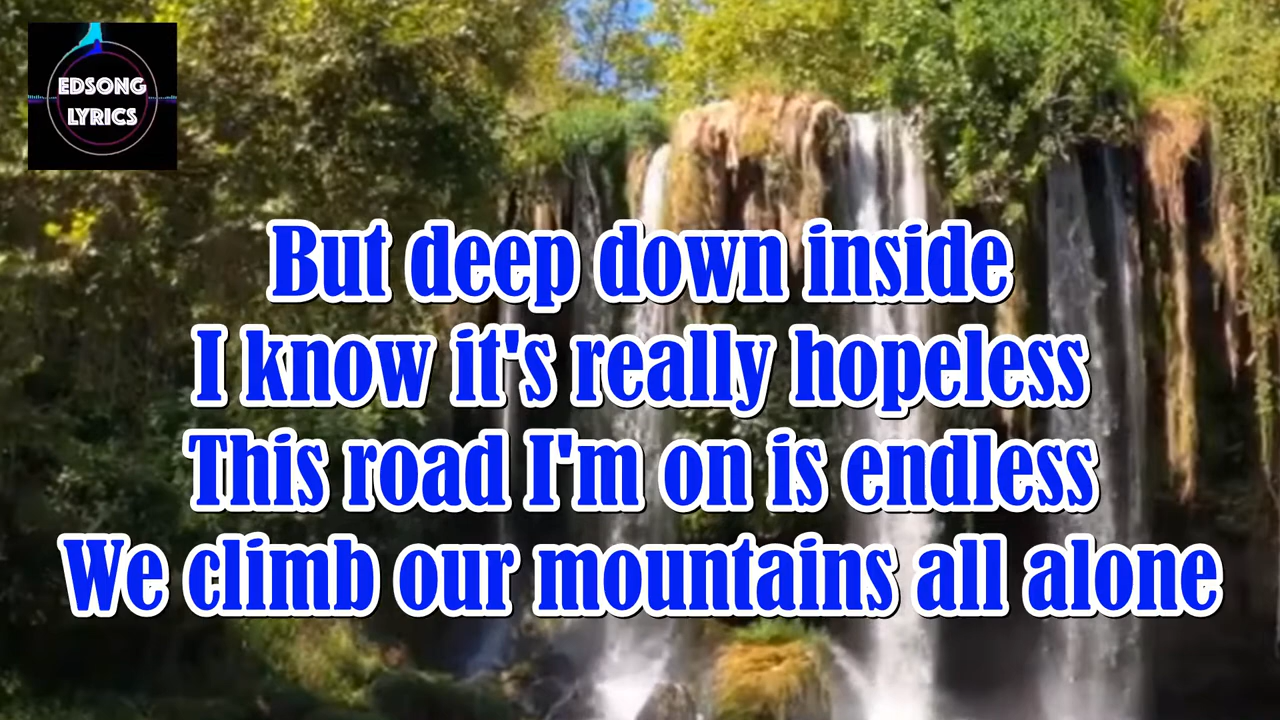 EDSONG
LYRICS
But deep down inside
I know it's really hopeless
This road I'm on is endless
We climb our mountains all alone